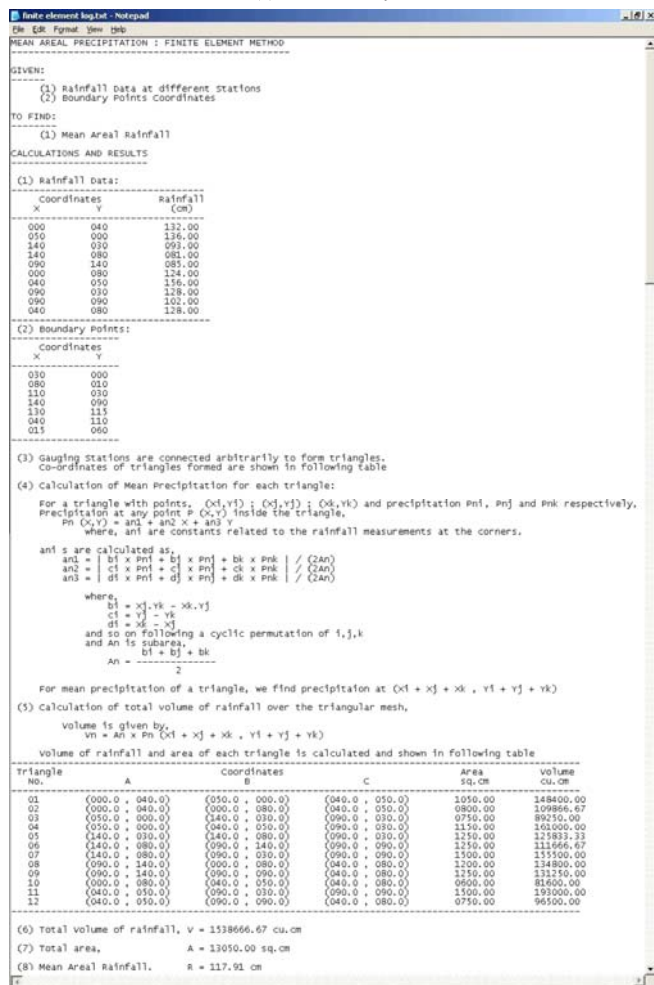 finite element log.txt - Notepad
File Edit Format View Help
MEAN AREAL PRECIPITATION : FINITE ELEMENT METHOD
GIVEN:
(1) Rainfall Data at different Stations
(2) Boundary Points Coordinates
TO FIND:
(1) Mean Areal Rainfall
CALCULATIONS AND RESULTS
(1) Rainfall Data:
Coordinates Rainfall
X Y (cm)
000 040 132.00
050 000 136.00
140 030 093.00
140 080 081.00
090 140 085.00
000 080 124.00
040 050 156.00
090 030 128.00
090 090 102.00
040 080 128.00
(2) Boundary Points:
Coordinates
X Y
030 000
080 010
110 030
140 090
130 115
040 110
015 060
(3) Gauging Stations are connected arbitrarily to form triangles.
Co-ordinates of triangles formed are shown in following table
(4) Calculation of Mean Precipitation for each triangle:
For a triangle with points, (Xi,Yi) ; (Xj,Yj) ; (Xk,Yk) and precipitation Pni, Pnj and Pnk respectively,
Precipitaion at any point P (X,Y) inside the triangle,
Pn (X,Y) = an1 + an2 X + an3 Y
where, ani are constants related to the rainfall measurements at the corners.
ani s are calculated as,
an1 = | bi x Pni + bj x Pnj + bk x Pnk | / (2An)
an2 = | ci x Pni + cj x Pnj + ck x Pnk | / (2An)
an3 = | di x Pni + dj x Pnj + dk x Pnk | / (2An)
where,
bi = Xj.Yk - Xk.Yj
ci = Yj - Yk
di = Xk - Xj
and so on following a cyclic permutation of i,j,k
and An is subarea,
bi + bj + bk
An = --------------
2
For mean precipitation of a triangle, we find precipitaion at (Xi + Xj + Xk , Yi + Yj + Yk)
(5) Calculation of total volume of rainfall over the triangular mesh,
Volume is given by,
Vn = An x Pn (Xi + Xj + Xk , Yi + Yj + Yk)
Volume of rainfall and area of each triangle is calculated and shown in following table
Triangle Coordinates Area Volume
No. A B C sq.cm cu.cm
01 (000.0 , 040.0) (050.0 , 000.0) (040.0 , 050.0) 1050.00 148400.00
02 (000.0 , 040.0) (000.0 , 080.0) (040.0 , 050.0) 0800.00 109866.67
03 (050.0 , 000.0) (140.0 , 030.0) (090.0 , 030.0) 0750.00 89250.00
04 (050.0 , 000.0) (040.0 , 050.0) (090.0 , 030.0) 1150.00 161000.00
05 (140.0 , 030.0) (140.0 , 080.0) (090.0 , 030.0) 1250.00 125833.33
06 (140.0 , 080.0) (090.0 , 140.0) (090.0 , 090.0) 1250.00 111666.67
07 (140.0 , 080.0) (090.0 , 030.0) (090.0 , 090.0) 1500.00 155500.00
08 (090.0 , 140.0) (000.0 , 080.0) (040.0 , 080.0) 1200.00 134800.00
09 (090.0 , 140.0) (090.0 , 090.0) (040.0 , 080.0) 1250.00 131250.00
10 (000.0 , 080.0) (040.0 , 050.0) (040.0 , 080.0) 0600.00 81600.00
11 (040.0 , 050.0) (090.0 , 030.0) (090.0 , 090.0) 1500.00 193000.00
12 (040.0 , 050.0) (090.0 , 090.0) (040.0 , 080.0) 0750.00 96500.00
(6) Total volume of rainfall, V = 1538666.67 cu.cm
(7) Total area, A = 13050.00 sq.cm
(8) Mean Areal Rainfall. R = 117.91 cm